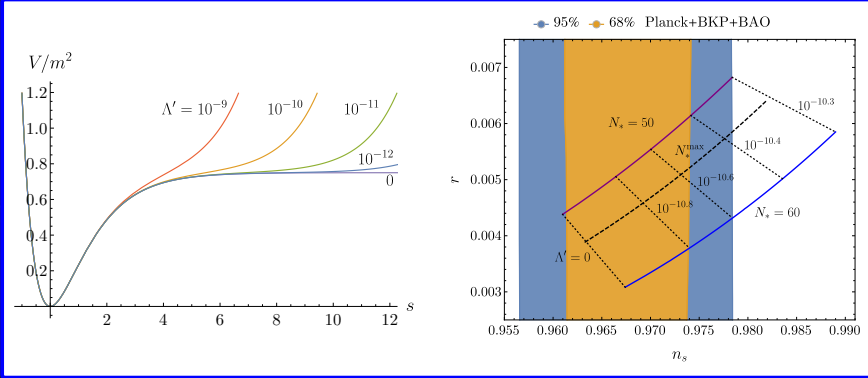 V/m²
1.2
1.0
0.8
0.6
0.4
0.2
2
4
6
8
10
12
s
Λ′ = 10⁻⁹
10⁻¹⁰
10⁻¹¹
10⁻¹²
0
95% 68% Planck+BKP+BAO
0.007
0.006
0.005
0.004
0.003
r
N* = 50
N*ᵐᵃˣ
N* = 60
10⁻¹⁰·³
10⁻¹⁰·⁴
10⁻¹⁰·⁶
10⁻¹⁰·⁸
Λ′ = 0
0.955 0.960 0.965 0.970 0.975 0.980 0.985 0.990
nₛ